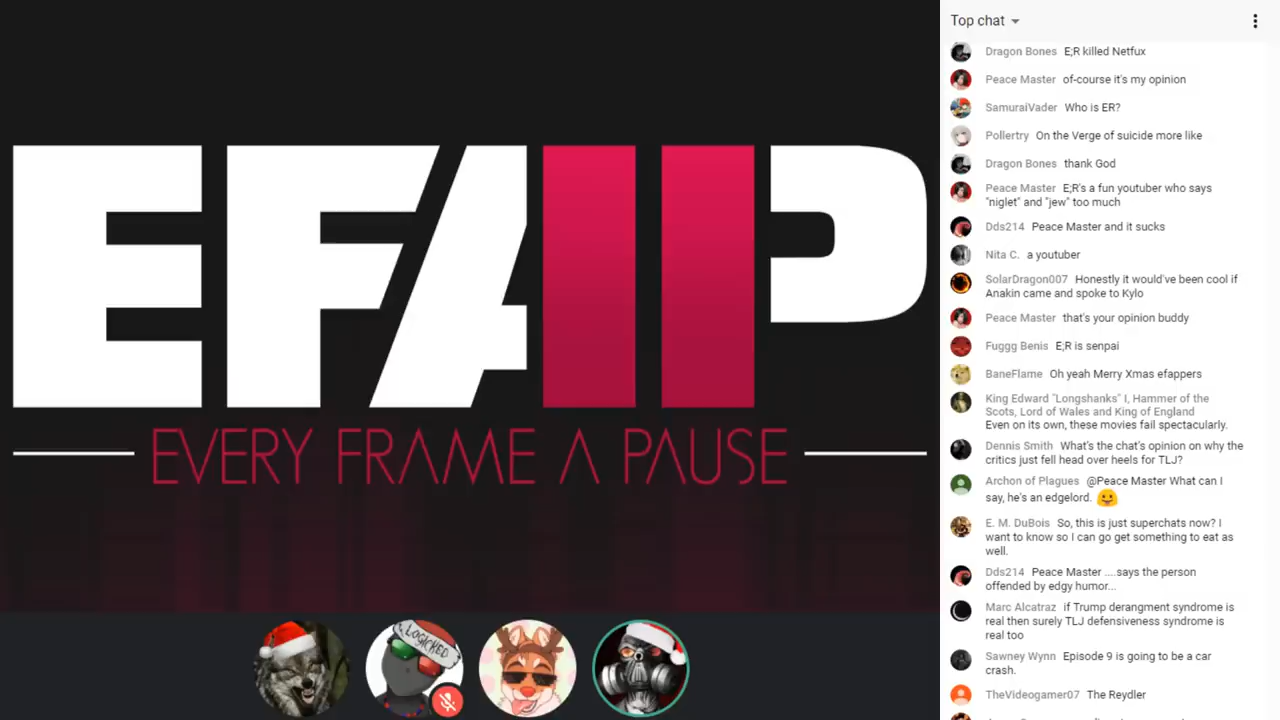 EFAP
EVERY FRAME A PAUSE
LOGICKED
Top chat
Dragon Bones E;R killed Netfux
Peace Master of-course it's my opinion
SamuraiVader Who is ER?
Pollertry On the Verge of suicide more like
Dragon Bones thank God
Peace Master E;R's a fun youtuber who says
"niglet" and "jew" too much
Dds214 Peace Master and it sucks
Nita C. a youtuber
SolarDragon007 Honestly it would've been cool if
Anakin came and spoke to Kylo
Peace Master that's your opinion buddy
Fuggg Benis E;R is senpai
BaneFlame Oh yeah Merry Xmas efappers
King Edward "Longshanks" I, Hammer of the
Scots, Lord of Wales and King of England
Even on its own, these movies fail spectacularly.
Dennis Smith What's the chat's opinion on why the
critics just fell head over heels for TLJ?
Archon of Plagues @Peace Master What can I
say, he's an edgelord.
E. M. DuBois So, this is just superchats now? I
want to know so I can go get something to eat as
well.
Dds214 Peace Master ....says the person
offended by edgy humor...
Marc Alcatraz if Trump derangment syndrome is
real then surely TLJ defensiveness syndrome is
real too
Sawney Wynn Episode 9 is going to be a car
crash.
TheVideogamer07 The Reydler